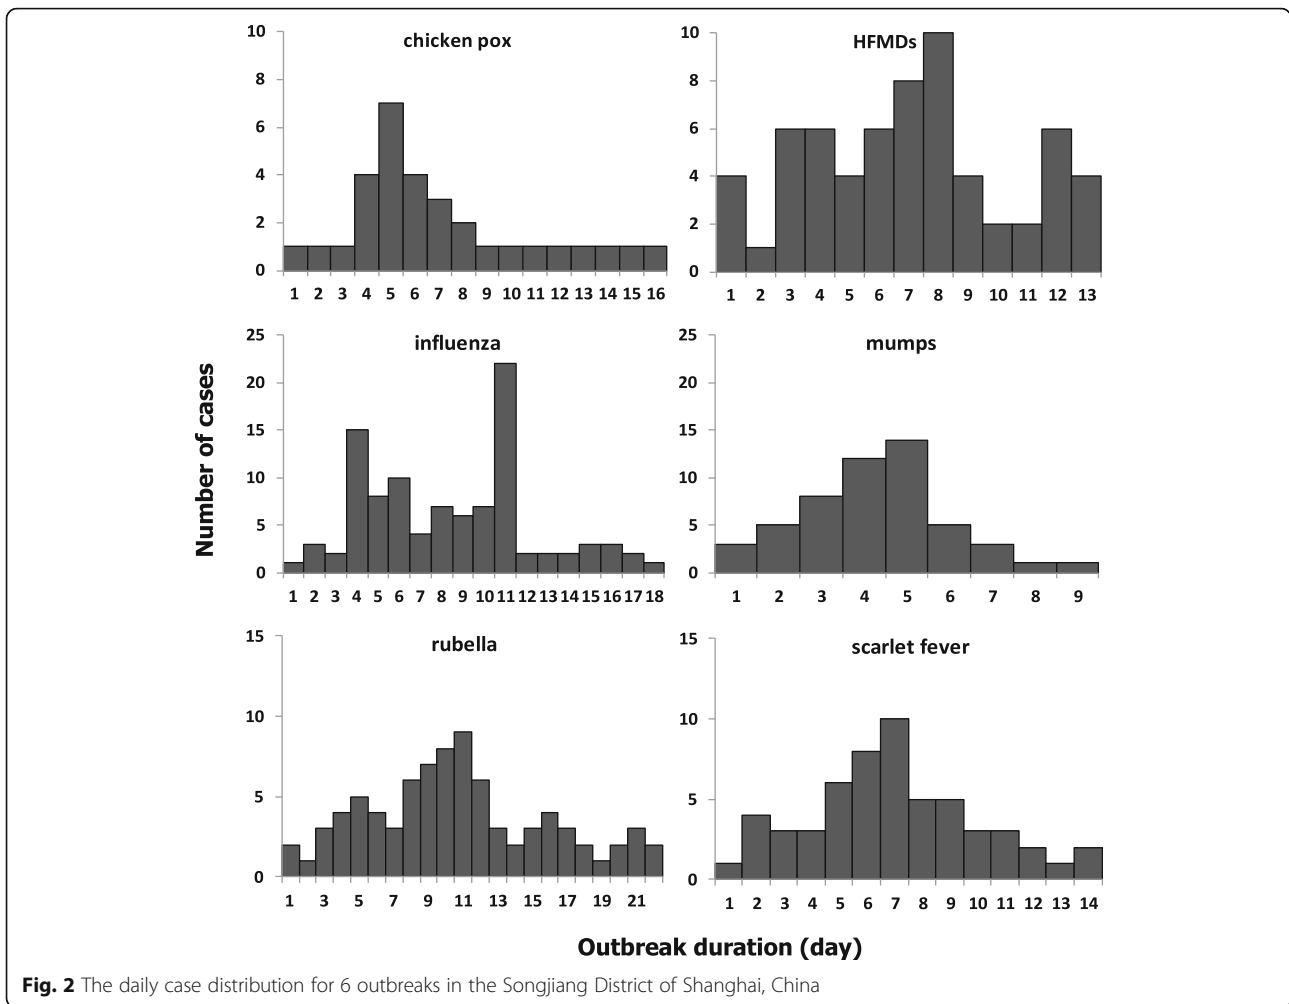 chicken pox
10
8
6
4
2
0
1 2 3 4 5 6 7 8 9 10 11 12 13 14 15 16
HFMDs
10
8
6
4
2
0
1 2 3 4 5 6 7 8 9 10 11 12 13
Number of cases
influenza
25
20
15
10
5
0
1 2 3 4 5 6 7 8 9 10 11 12 13 14 15 16 17 18
mumps
25
20
15
10
5
0
1 2 3 4 5 6 7 8 9
rubella
15
10
5
0
1 3 5 7 9 11 13 15 17 19 21
scarlet fever
15
10
5
0
1 2 3 4 5 6 7 8 9 10 11 12 13 14
Outbreak duration (day)
Fig. 2 The daily case distribution for 6 outbreaks in the Songjiang District of Shanghai, China